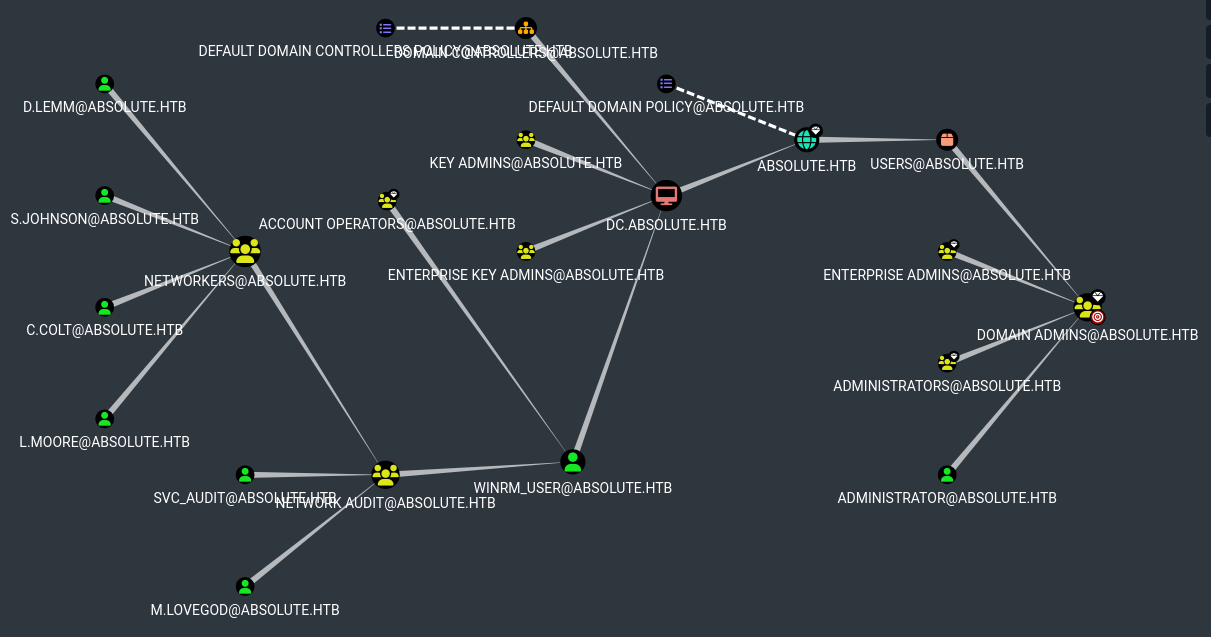 DEFAULT DOMAIN CONTROLLERS POLICY@ABSOLUTE.HTB
DOMAIN CONTROLLERS@ABSOLUTE.HTB
D.LEMM@ABSOLUTE.HTB
DEFAULT DOMAIN POLICY@ABSOLUTE.HTB
KEY ADMINS@ABSOLUTE.HTB
ABSOLUTE.HTB
USERS@ABSOLUTE.HTB
S.JOHNSON@ABSOLUTE.HTB
ACCOUNT OPERATORS@ABSOLUTE.HTB
DC.ABSOLUTE.HTB
NETWORKERS@ABSOLUTE.HTB
ENTERPRISE KEY ADMINS@ABSOLUTE.HTB
ENTERPRISE ADMINS@ABSOLUTE.HTB
C.COLT@ABSOLUTE.HTB
DOMAIN ADMINS@ABSOLUTE.HTB
ADMINISTRATORS@ABSOLUTE.HTB
L.MOORE@ABSOLUTE.HTB
WINRM_USER@ABSOLUTE.HTB
SVC_AUDIT@ABSOLUTE.HTB
NETWORK AUDIT@ABSOLUTE.HTB
ADMINISTRATOR@ABSOLUTE.HTB
M.LOVEGOD@ABSOLUTE.HTB